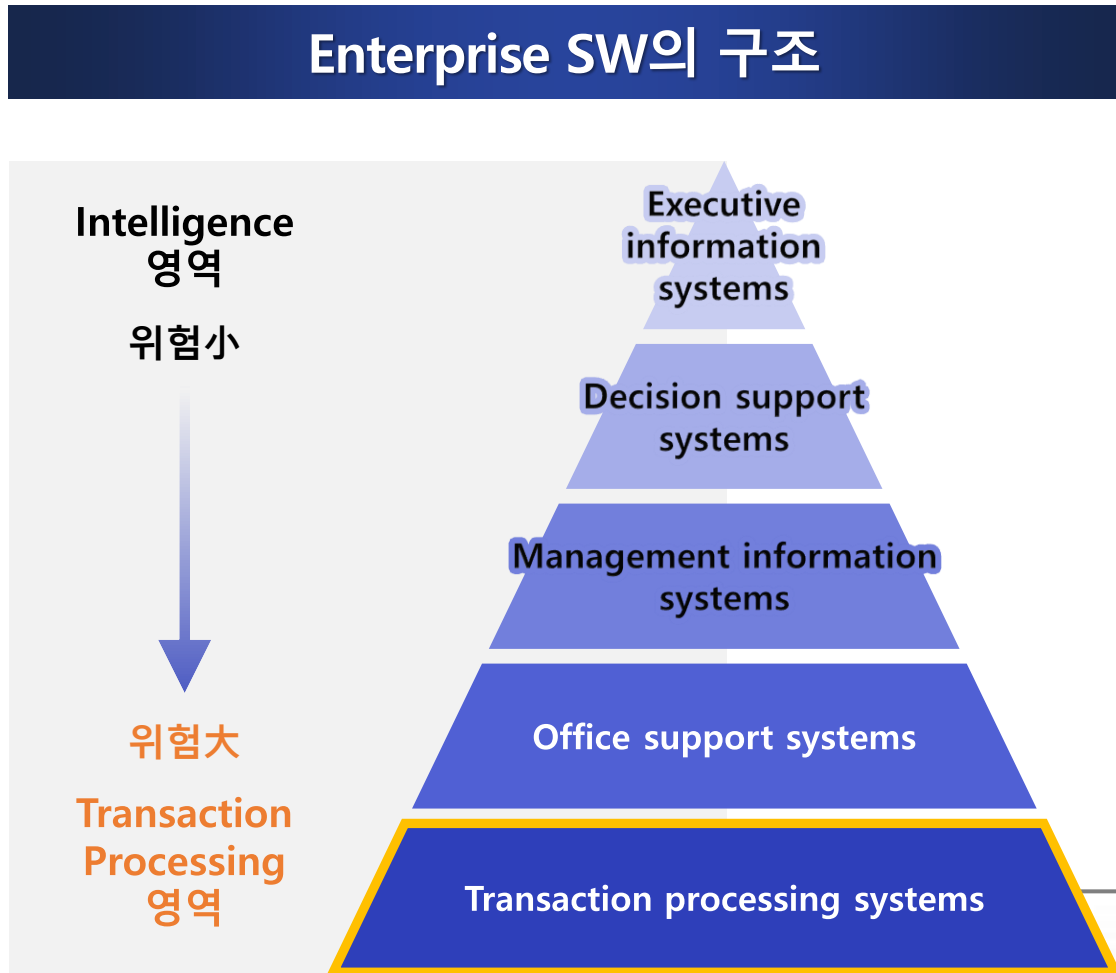 Enterprise SW의 구조
Intelligence
영역
위험小
위험大
Transaction
Processing
영역
Executive
information
systems
Decision support
systems
Management information
systems
Office support systems
Transaction processing systems